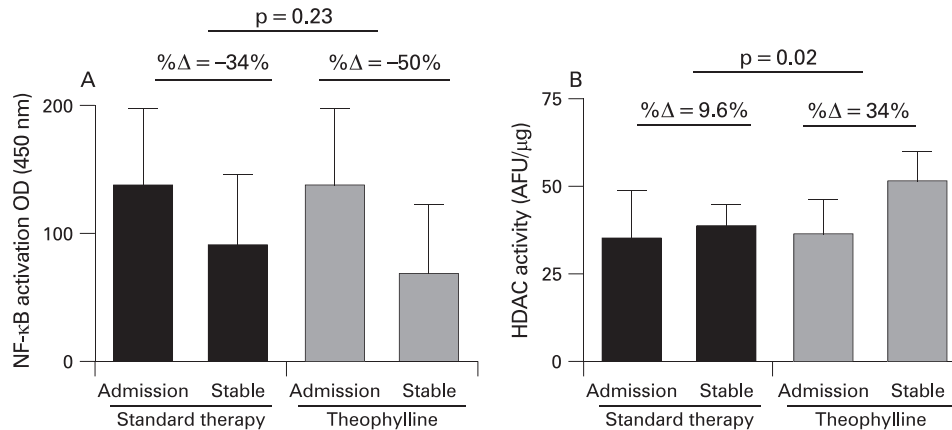 p = 0.23
%Δ = –34%
%Δ = –50%
A
NF-κB activation OD (450 nm)
200
100
0
Admission
Stable
Admission
Stable
Standard therapy
Theophylline
p = 0.02
%Δ = 9.6%
%Δ = 34%
B
HDAC activity (AFU/μg)
75
50
25
0
Admission
Stable
Admission
Stable
Standard therapy
Theophylline